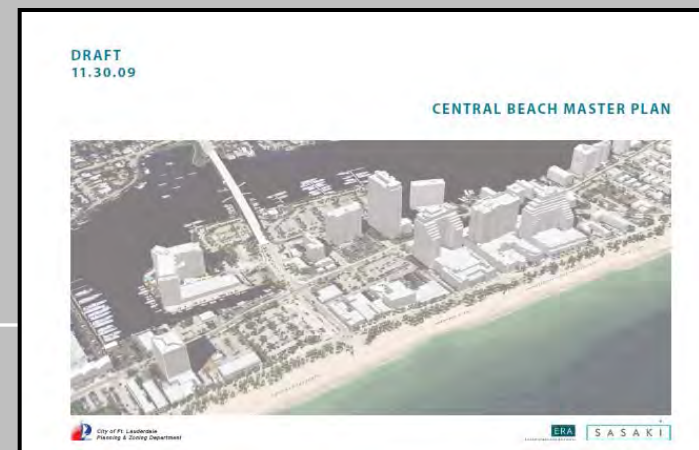 DRAFT
11.30.09
CENTRAL BEACH MASTER PLAN
City of Ft. Lauderdale
Planning & Zoning Department
ERA
SASAKI